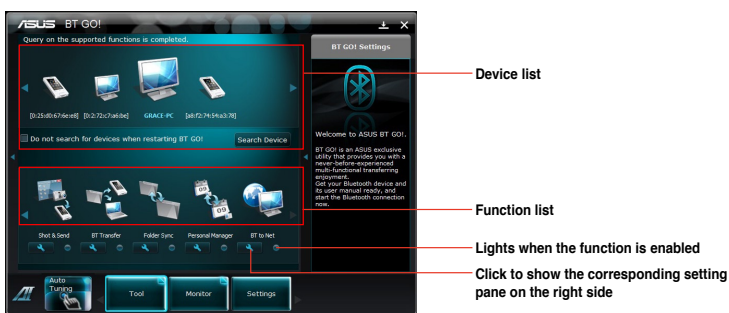 ASUS BT GO!
Query on the supported functions is completed.
BT GO! Settings
[0:25:d0:67:6e:e8]
[0:2:72:c7:a6:be]
GRACE-PC
[a8:f2:74:54:a3:78]
Do not search for devices when restarting BT GO!
Search Device
Welcome to ASUS BT GO!.
BT GO! is an ASUS exclusive
utility that provides you with a
never-before-experienced
multi-functional transferring
enjoyment.
Get your Bluetooth device and
its user manual ready, and
start the Bluetooth connection
now.
09
09
Shot & Send
BT Transfer
Folder Sync
Personal Manager
BT to Net
Auto
Tuning
Tool
Monitor
Settings
Device list
Function list
Lights when the function is enabled
Click to show the corresponding setting
pane on the right side